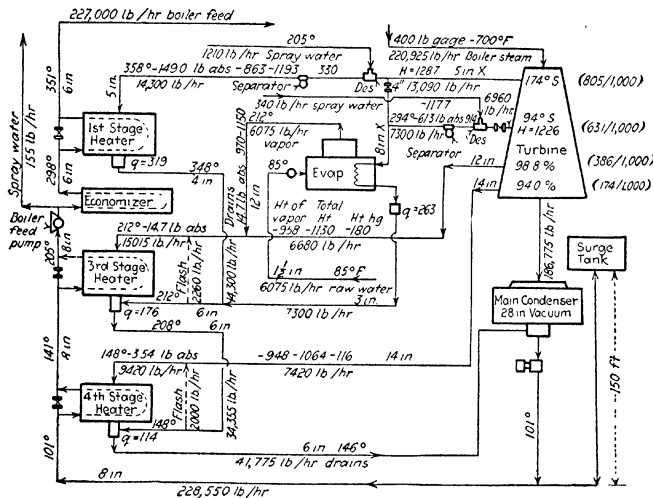 227,000 lb/hr boiler feed
205°
1210 lb/hr Spray water
400 lb gage -700°F
220,925 lb/hr Boiler steam
358°-149.0 lb abs -863-1193
330
14,300 lb/hr
Separator
Des
H=1287 5 in X
4" 13,090 lb/hr
174° S
(805/1,000)
351°
6 in
5 in.
340 lb/hr spray water
-1177
6960 lb/hr
294°-61.3 lb abs 914
7300 lb/hr
Separator
Des
94° S
H=1226
(631/1,000)
Turbine
98.8 %
(386/1,000)
94.0 %
(174/1,000)
12 in
14 in
8 in X
212°
6075 lb/hr
vapor
970-1150
14.7 lb abs
12 in
85°
Evap
q=263
Spray water
155 lb/hr
1st Stage
Heater
q=319
348°
4 in
298°
6 in
Economizer
Drains
14,300 lb/hr
Ht of Total
vapor Ht Ht hg
-958 -1130 -180
6680 lb/hr
Boiler
feed
pump
205°
8 in
212°-14.7 lb abs
15015 lb/hr
3rd Stage
Heater
212°
q=176
Flash
2260 lb/hr
6 in
1½ in 85°F
6075 lb/hr raw water
3 in.
7300 lb/hr
208° 6 in
186,775 lb/hr
Surge
Tank
Main Condenser
28 in Vacuum
150 ft
141°
8 in
148°-3.54 lb abs
9420 lb/hr
-948-1064-116 14 in
7420 lb/hr
4th Stage
Heater
148°
q=114
Flash
2000 lb/hr
34,355 lb/hr
101°
6 in 146°
41,775 lb/hr drains
101°
8 in
228,550 lb/hr